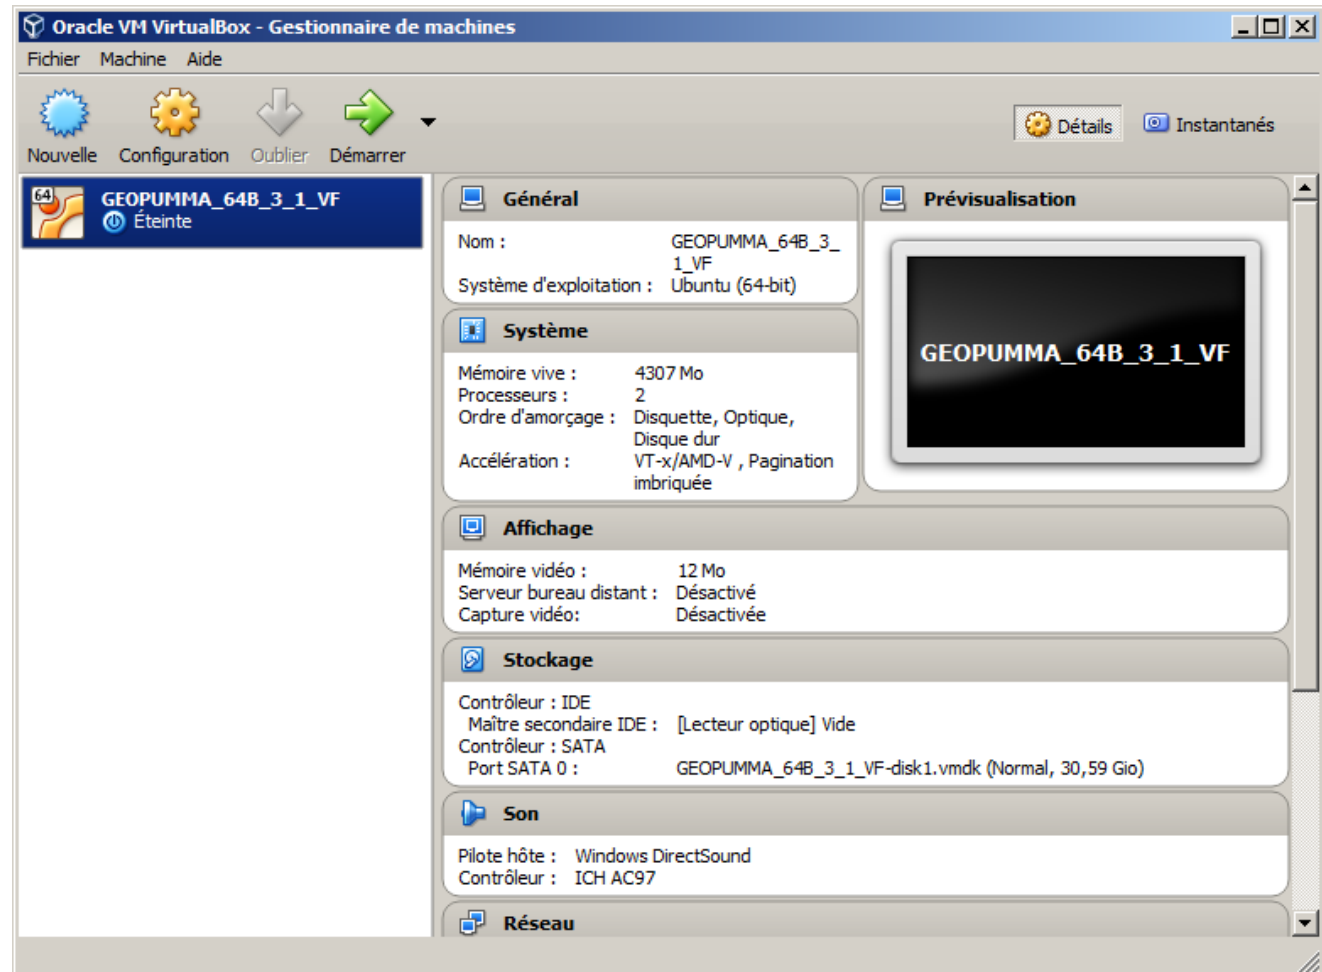 Oracle VM VirtualBox - Gestionnaire de machines
Fichier Machine Aide
Nouvelle Configuration Oublier Démarrer
Détails Instantanés
64
GEOPUMMA_64B_3_1_VF
Éteinte
Général
Nom : GEOPUMMA_64B_3_
1_VF
Système d'exploitation : Ubuntu (64-bit)
Système
Mémoire vive : 4307 Mo
Processeurs : 2
Ordre d'amorçage : Disquette, Optique,
Disque dur
Accélération : VT-x/AMD-V , Pagination
imbriquée
Prévisualisation
GEOPUMMA_64B_3_1_VF
Affichage
Mémoire vidéo : 12 Mo
Serveur bureau distant : Désactivé
Capture vidéo: Désactivée
Stockage
Contrôleur : IDE
Maître secondaire IDE : [Lecteur optique] Vide
Contrôleur : SATA
Port SATA 0 : GEOPUMMA_64B_3_1_VF-disk1.vmdk (Normal, 30,59 Gio)
Son
Pilote hôte : Windows DirectSound
Contrôleur : ICH AC97
Réseau